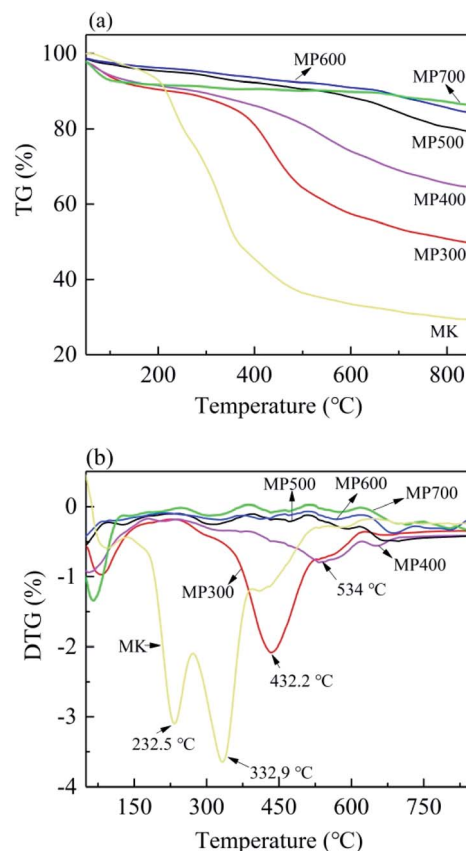 (a)
100
80
60
40
20
TG (%)
MP600
MP700
MP500
MP400
MP300
MK
200 400 600 800
Temperature (℃)
(b)
0
-1
-2
-3
-4
DTG (%)
MP500
MP600
MP700
MP400
MP300
534 ℃
MK
432.2 ℃
232.5 ℃
332.9 ℃
150 300 450 600 750
Temperature (℃)